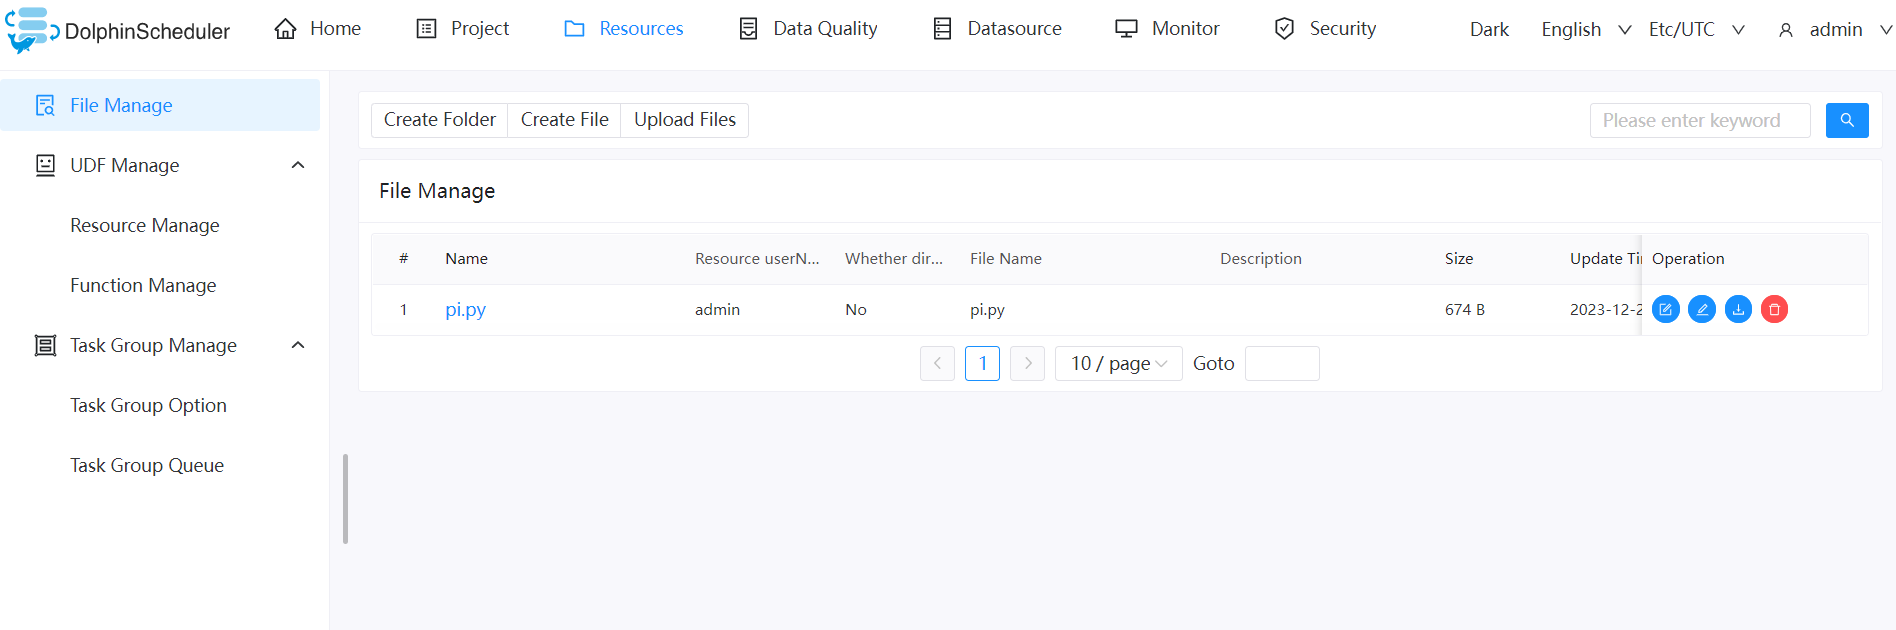 DolphinScheduler Home Project Resources Data Quality Datasource Monitor Security Dark English Etc/UTC admin
File Manage
UDF Manage
Resource Manage
Function Manage
Task Group Manage
Task Group Option
Task Group Queue
Create Folder Create File Upload Files Please enter keyword
File Manage
# Name Resource userN... Whether dir... File Name Description Size Update Ti Operation
1 pi.py admin No pi.py 674 B 2023-12-2
1 10 / page Goto